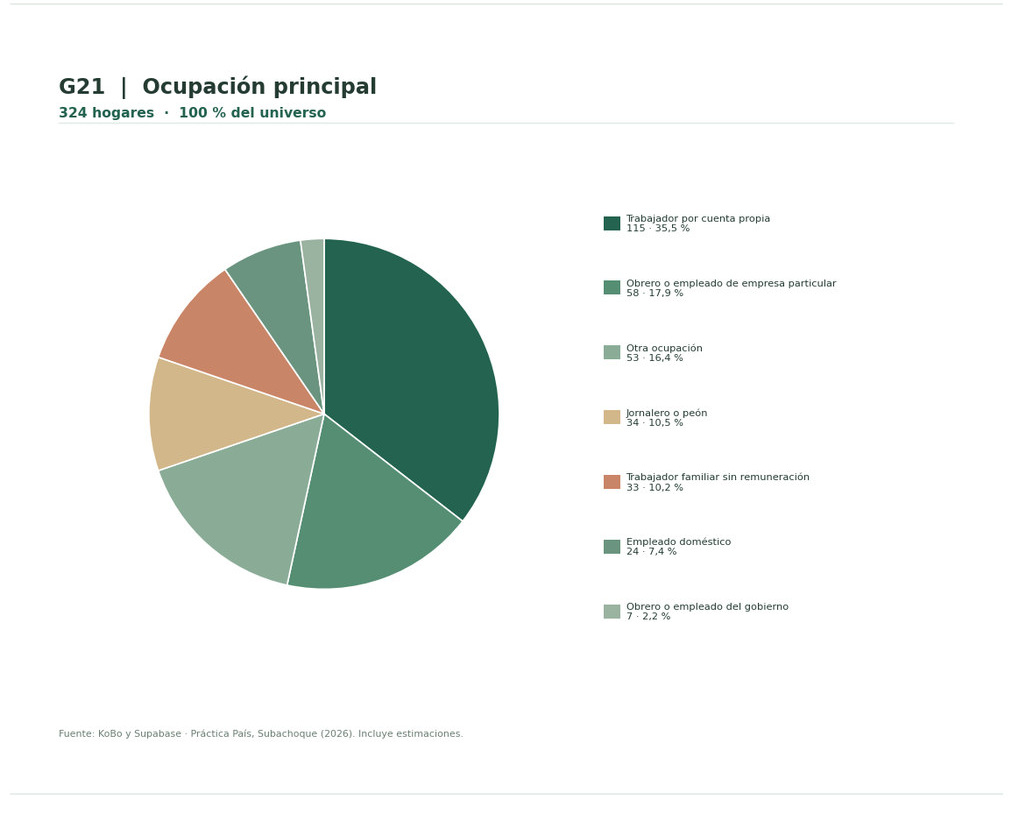 G21 | Ocupación principal
324 hogares · 100 % del universo
Trabajador por cuenta propia
115 · 35,5 %
Obrero o empleado de empresa particular
58 · 17,9 %
Otra ocupación
53 · 16,4 %
Jornalero o peón
34 · 10,5 %
Trabajador familiar sin remuneración
33 · 10,2 %
Empleado doméstico
24 · 7,4 %
Obrero o empleado del gobierno
7 · 2,2 %
Fuente: KoBo y Supabase · Práctica País, Subachoque (2026). Incluye estimaciones.